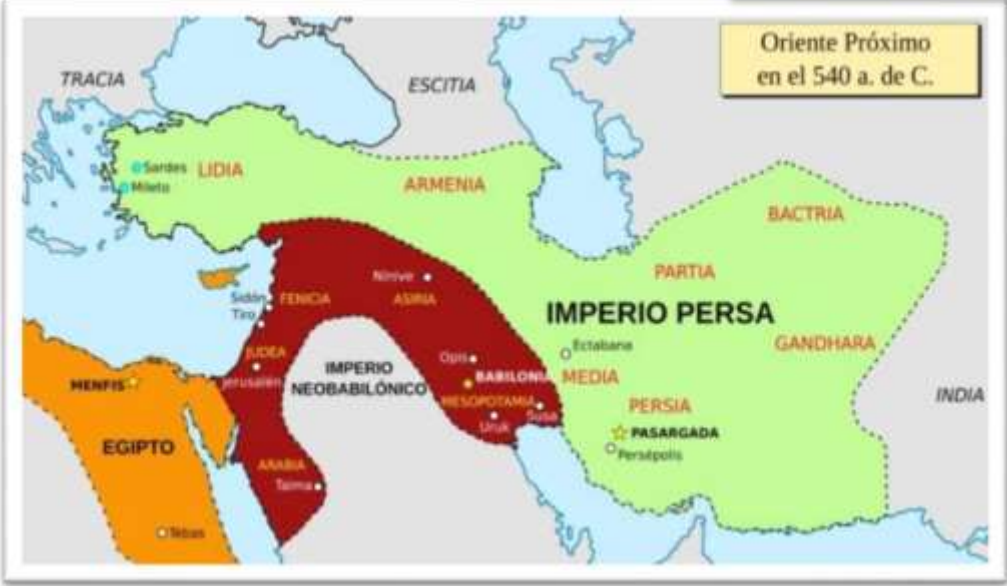 Oriente Próximo
en el 540 a. de C.
TRACIA
ESCITIA
Sardes
LIDIA
Mileto
ARMENIA
BACTRIA
PARTIA
Nínive
Sidón
FENICIA
ASIRIA
Tiro
IMPERIO PERSA
GANDHARA
Ectabana
JUDEA
Opis
IMPERIO
NEOBABILÓNICO
MENFIS
Jerusalén
BABILONIA
MEDIA
MESOPOTAMIA
INDIA
PERSIA
Susa
Uruk
PASARGADA
EGIPTO
Persépolis
ARABIA
Taima
Tebas